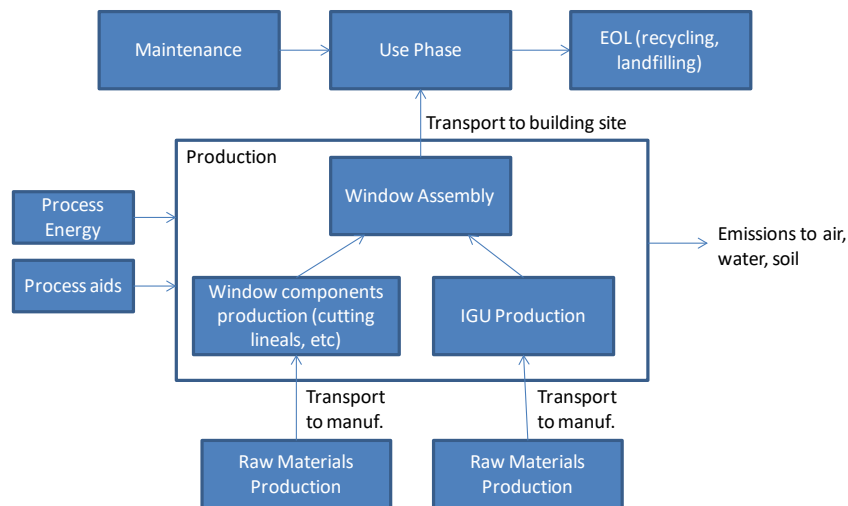 Maintenance
Use Phase
EOL (recycling,
landfilling)
Transport to building site
Production
Window Assembly
Process
Energy
Process aids
Emissions to air,
water, soil
Window components
production (cutting
lineals, etc)
IGU Production
Transport
to manuf.
Transport
to manuf.
Raw Materials
Production
Raw Materials
Production